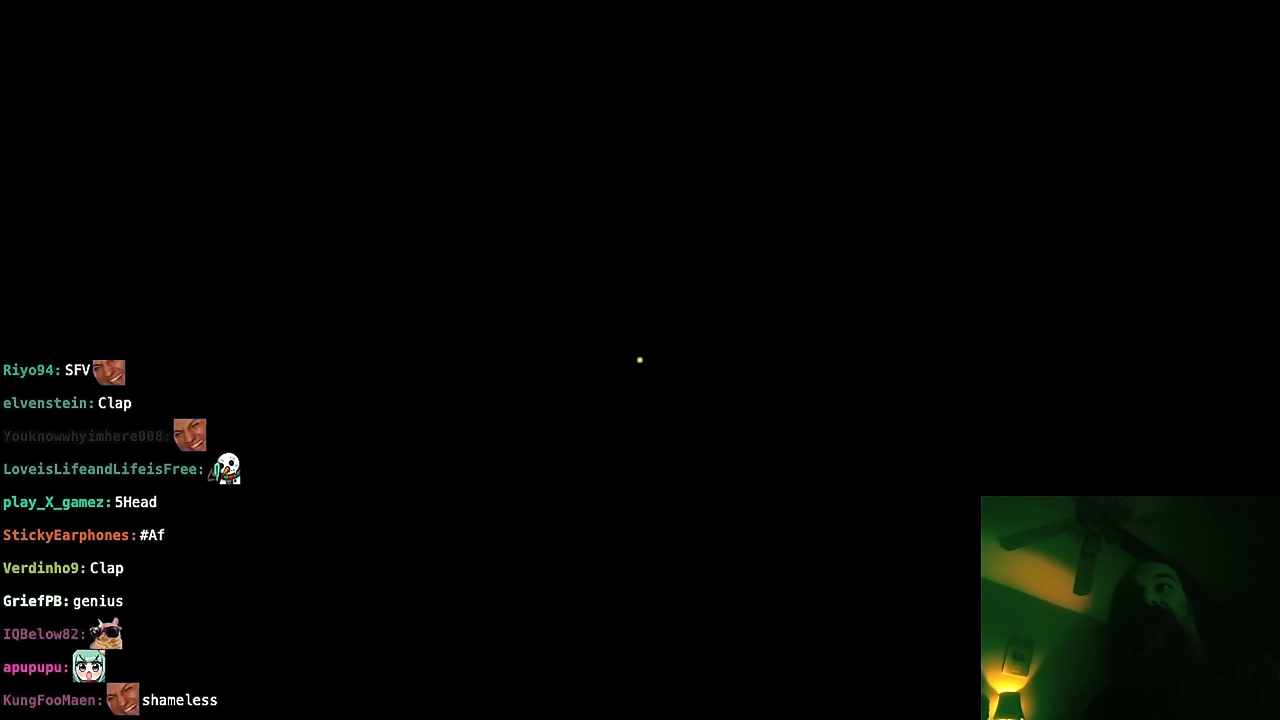 Riyo94: SFV
elvenstein: Clap
Youknowwhyimhere008:
LoveisLifeandLifeisFree:
play_X_gamez: 5Head
StickyEarphones: #Af
Verdinho9: Clap
GriefPB: genius
IQBelow82:
apupupu:
KungFooMaen: shameless